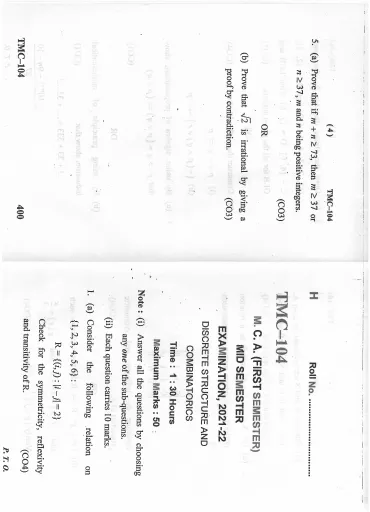 (4)
TMC–104
5. (a) Prove that if m + n ≥ 73, then m ≥ 37 or
n ≥ 37, m and n being positive integers.
(CO3)
OR
(b) Prove that √2 is irrational by giving a
proof by contradiction.
(CO3)
TMC–104
400
H
Roll No. ..............................
TMC–104
M. C. A. (FIRST SEMESTER)
MID SEMESTER
EXAMINATION, 2021-22
DISCRETE STRUCTURE AND
COMBINATORICS
Time : 1 : 30 Hours
Maximum Marks : 50
Note : (i) Answer all the questions by choosing
any one of the sub-questions.
(ii) Each question carries 10 marks.
1. (a) Consider the following relation on
{1, 2, 3, 4, 5, 6} :
R = {(i, j) : |i – j| = 2}
Check for the symmetricity, reflexivity
and transitivity of R.
(CO4)
P. T. O.